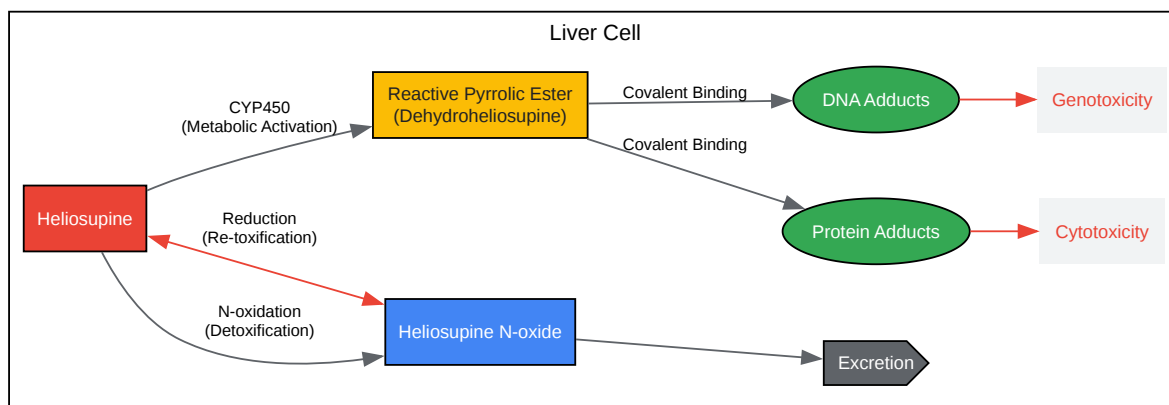 Liver Cell
CYP450
(Metabolic Activation)
Reactive Pyrrolic Ester
(Dehydroheliosupine)
Covalent Binding
DNA Adducts
Genotoxicity
Covalent Binding
Heliosupine
Reduction
(Re-toxification)
Protein Adducts
Cytotoxicity
N-oxidation
(Detoxification)
Heliosupine N-oxide
Excretion